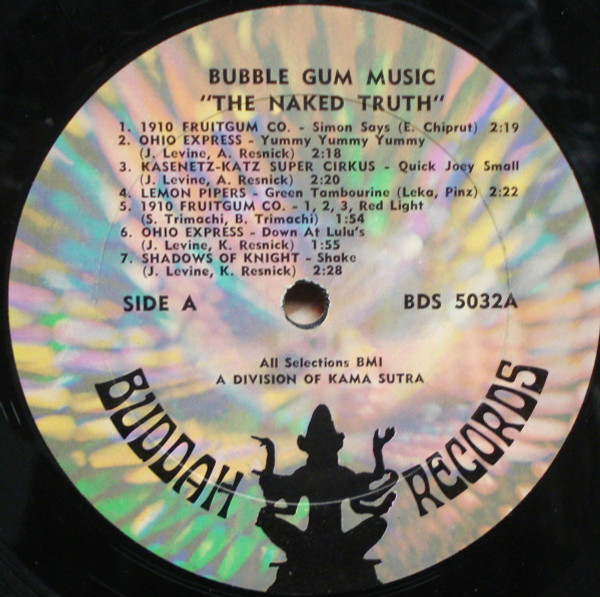 BUBBLE GUM MUSIC
"THE NAKED TRUTH"
1. 1910 FRUITGUM CO. - Simon Says (E. Chiprut) 2:19
2. OHIO EXPRESS - Yummy Yummy Yummy
(J. Levine, A. Resnick) 2:18
3. KASENETZ-KATZ SUPER CIRKUS - Quick Joey Small
(J. Levine, A. Resnick) 2:20
4. LEMON PIPERS - Green Tambourine (Leka, Pinz) 2:22
5. 1910 FRUITGUM CO. - 1, 2, 3, Red Light
(S. Trimachi, B. Trimachi) 1:54
6. OHIO EXPRESS - Down At Lulu's
(J. Levine, K. Resnick) 1:55
7. SHADOWS OF KNIGHT - Shake
(J. Levine, K. Resnick) 2:28
SIDE A
BDS 5032A
All Selections BMI
A DIVISION OF KAMA SUTRA
BUDDAH RECORDS